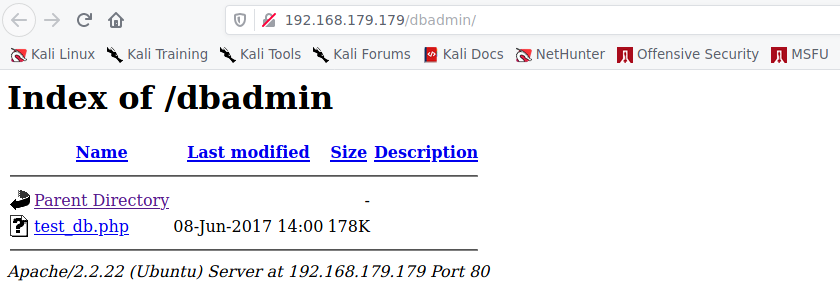 192.168.179.179/dbadmin/
Kali Linux Kali Training Kali Tools Kali Forums Kali Docs NetHunter Offensive Security MSFU
Index of /dbadmin
Name Last modified Size Description
Parent Directory -
test_db.php 08-Jun-2017 14:00 178K
Apache/2.2.22 (Ubuntu) Server at 192.168.179.179 Port 80